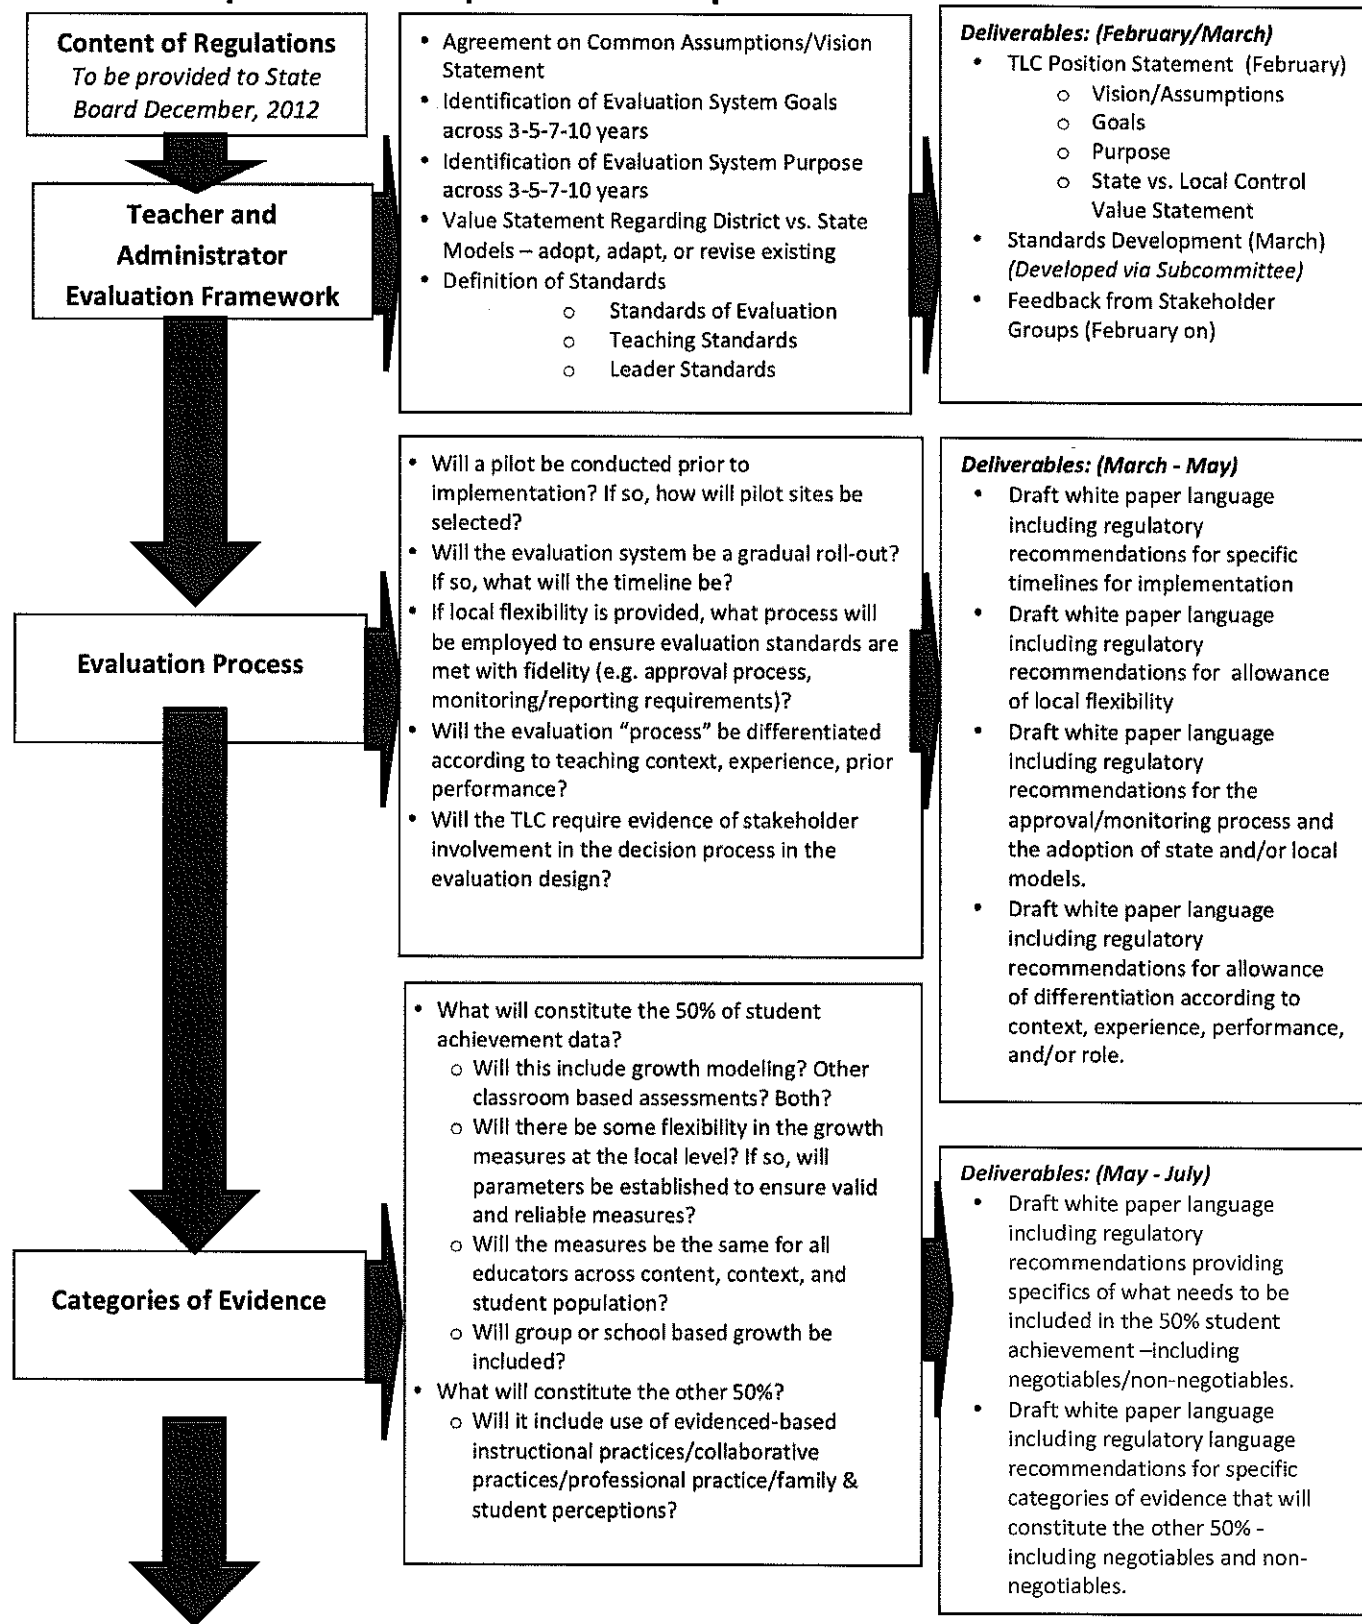 Content of Regulations
To be provided to State
Board December, 2012
Teacher and
Administrator
Evaluation Framework
• Agreement on Common Assumptions/Vision
Statement
• Identification of Evaluation System Goals
across 3-5-7-10 years
• Identification of Evaluation System Purpose
across 3-5-7-10 years
• Value Statement Regarding District vs. State
Models – adopt, adapt, or revise existing
• Definition of Standards
o Standards of Evaluation
o Teaching Standards
o Leader Standards
Deliverables: (February/March)
• TLC Position Statement (February)
o Vision/Assumptions
o Goals
o Purpose
o State vs. Local Control
Value Statement
• Standards Development (March)
(Developed via Subcommittee)
• Feedback from Stakeholder
Groups (February on)
Evaluation Process
• Will a pilot be conducted prior to
implementation? If so, how will pilot sites be
selected?
• Will the evaluation system be a gradual roll-out?
If so, what will the timeline be?
• If local flexibility is provided, what process will
be employed to ensure evaluation standards are
met with fidelity (e.g. approval process,
monitoring/reporting requirements)?
• Will the evaluation “process” be differentiated
according to teaching context, experience, prior
performance?
• Will the TLC require evidence of stakeholder
involvement in the decision process in the
evaluation design?
Deliverables: (March - May)
• Draft white paper language
including regulatory
recommendations for specific
timelines for implementation
• Draft white paper language
including regulatory
recommendations for allowance
of local flexibility
• Draft white paper language
including regulatory
recommendations for the
approval/monitoring process and
the adoption of state and/or local
models.
• Draft white paper language
including regulatory
recommendations for allowance
of differentiation according to
context, experience, performance,
and/or role.
Categories of Evidence
• What will constitute the 50% of student
achievement data?
o Will this include growth modeling? Other
classroom based assessments? Both?
o Will there be some flexibility in the growth
measures at the local level? If so, will
parameters be established to ensure valid
and reliable measures?
o Will the measures be the same for all
educators across content, context, and
student population?
o Will group or school based growth be
included?
• What will constitute the other 50%?
o Will it include use of evidenced-based
instructional practices/collaborative
practices/professional practice/family &
student perceptions?
Deliverables: (May - July)
• Draft white paper language
including regulatory
recommendations providing
specifics of what needs to be
included in the 50% student
achievement –including
negotiables/non-negotiables.
• Draft white paper language
including regulatory language
recommendations for specific
categories of evidence that will
constitute the other 50% -
including negotiables and non-
negotiables.